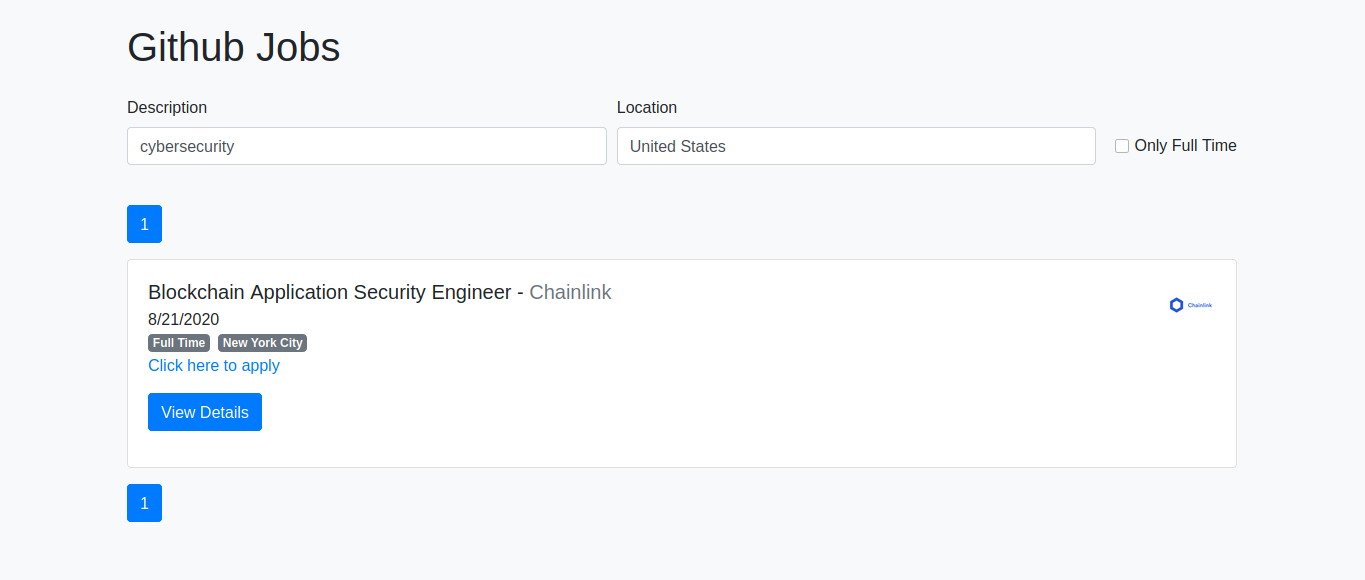 Github Jobs
Description
Location
cybersecurity
United States
Only Full Time
1
Blockchain Application Security Engineer - Chainlink
Chainlink
8/21/2020
Full Time New York City
Click here to apply
View Details
1